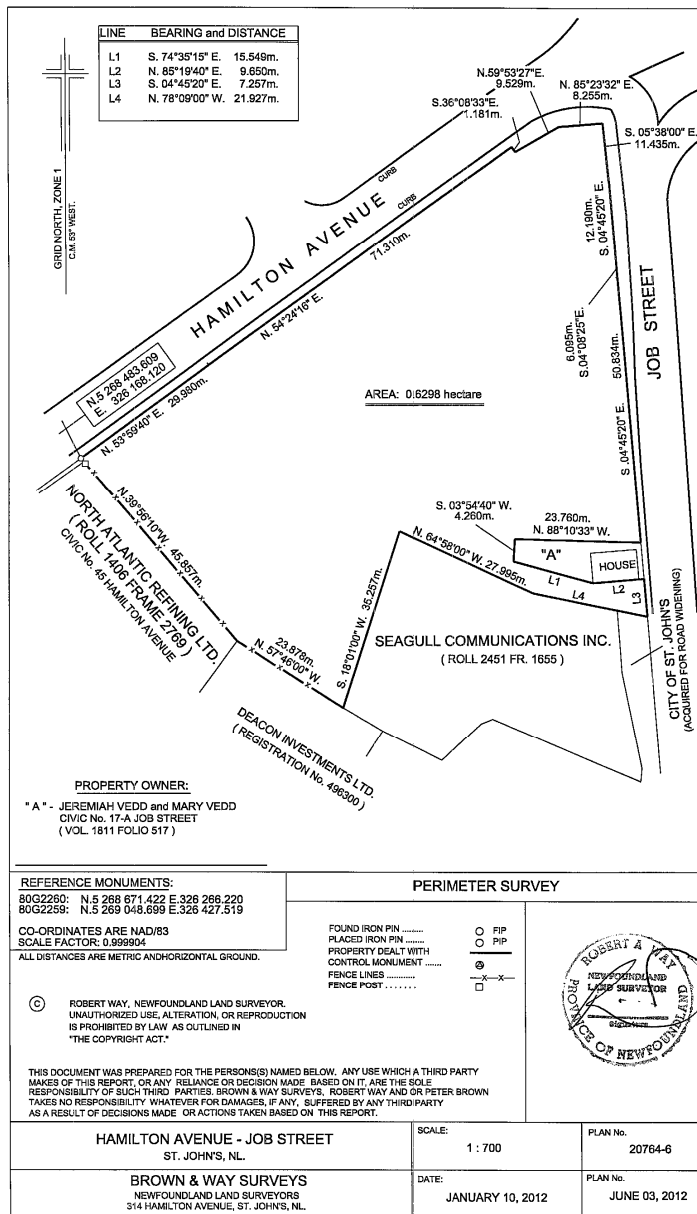 LINE BEARING and DISTANCE
L1 S. 74°35'15" E. 15.549m.
L2 N. 85°19'40" E. 9.650m.
L3 S. 04°45'20" E. 7.257m.
L4 N. 78°09'00" W. 21.927m.
GRID NORTH, ZONE 1
C.M. 53° WEST.
N.59°53'27"E.
9.529m.
N. 85°23'32" E.
8.255m.
S.36°08'33"E.
1.181m.
S. 05°38'00" E.
11.435m.
CURB
CURB
HAMILTON AVENUE
71.310m.
N. 54°24'16" E.
12.190m.
S. 04°45'20" E.
6.095m.
S.04°08'25"E.
50.834m.
S .04°45'20" E.
JOB STREET
N.5 268 483.609
E. 326 168.120
N. 53°59'40" E. 29.980m.
AREA: 0.6298 hectare
N.39°56'10"W. 45.857m.
NORTH ATLANTIC REFINING LTD.
( ROLL 1406 FRAME 2769 )
CIVIC No. 45 HAMILTON AVENUE
S. 03°54'40" W.
4.260m.
23.760m.
N. 88°10'33" W.
"A"
HOUSE
N. 64°58'00" W. 27.995m.
L1
L2
L3
L4
S. 18°01'00" W. 35.257m.
SEAGULL COMMUNICATIONS INC.
( ROLL 2451 FR. 1655 )
23.878m.
N. 57°46'00" W.
CITY OF ST. JOHN'S
(ACQUIRED FOR ROAD WIDENING)
DEACON INVESTMENTS LTD.
( REGISTRATION No. 496300 )
PROPERTY OWNER:
" A " - JEREMIAH VEDD and MARY VEDD
CIVIC No. 17-A JOB STREET
( VOL. 1811 FOLIO 517 )
REFERENCE MONUMENTS:
80G2260: N.5 268 671.422 E.326 266.220
80G2259: N.5 269 048.699 E.326 427.519
CO-ORDINATES ARE NAD/83
SCALE FACTOR: 0.999904
ALL DISTANCES ARE METRIC ANDHORIZONTAL GROUND.
PERIMETER SURVEY
FOUND IRON PIN ......... FIP
PLACED IRON PIN ........ PIP
PROPERTY DEALT WITH
CONTROL MONUMENT .......
FENCE LINES ............ X X
FENCE POST . . . . . . .
ROBERT A WAY
NEWFOUNDLAND
LAND SURVEYOR
Signature
PROVINCE OF NEWFOUNDLAND
© ROBERT WAY, NEWFOUNDLAND LAND SURVEYOR.
UNAUTHORIZED USE, ALTERATION, OR REPRODUCTION
IS PROHIBITED BY LAW AS OUTLINED IN
"THE COPYRIGHT ACT."
THIS DOCUMENT WAS PREPARED FOR THE PERSONS(S) NAMED BELOW. ANY USE WHICH A THIRD PARTY
MAKES OF THIS REPORT, OR ANY RELIANCE OR DECISION MADE BASED ON IT, ARE THE SOLE
RESPONSIBILITY OF SUCH THIRD PARTIES. BROWN & WAY SURVEYS, ROBERT WAY AND OR PETER BROWN
TAKES NO RESPONSIBILITY WHATEVER FOR DAMAGES, IF ANY, SUFFERED BY ANY THIRD PARTY
AS A RESULT OF DECISIONS MADE OR ACTIONS TAKEN BASED ON THIS REPORT.
HAMILTON AVENUE - JOB STREET
ST. JOHN'S, NL.
SCALE:
1 : 700
PLAN No.
20764-6
BROWN & WAY SURVEYS
NEWFOUNDLAND LAND SURVEYORS
314 HAMILTON AVENUE, ST. JOHN'S, NL.
DATE:
JANUARY 10, 2012
PLAN No.
JUNE 03, 2012